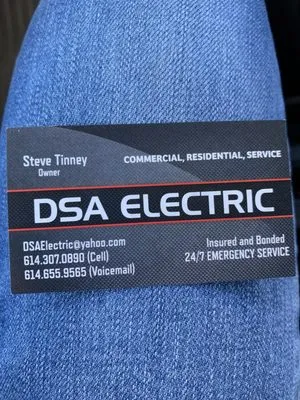 Steve Tinney
Owner
COMMERCIAL, RESIDENTIAL, SERVICE
DSA ELECTRIC
DSAElectric@yahoo.com
614.307.0890 (Cell)
614.655.9565 (Voicemail)
Insured and Bonded
24/7 EMERGENCY SERVICE